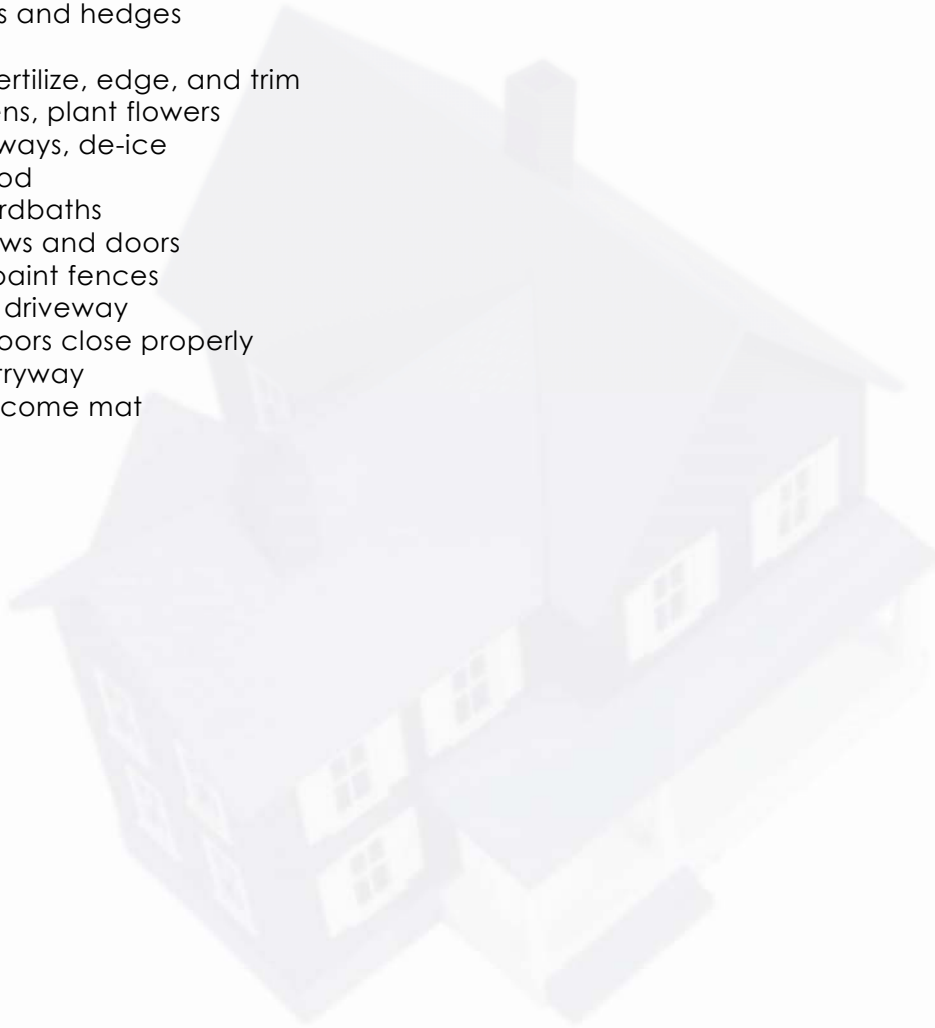 s and hedges
ertilize, edge, and trim
ns, plant flowers
ways, de-ice
od
rdbaths
ws and doors
paint fences
driveway
oors close properly
ryway
come mat